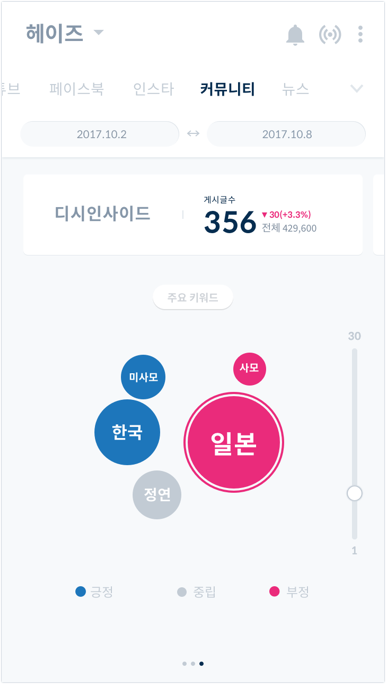 헤이즈
튜브 페이스북 인스타 커뮤니티 뉴스
2017.10.2 ↔ 2017.10.8
디시인사이드
게시글수
356 ▼30(+3.3%)
전체 429,600
주요 키워드
30
사모
미사모
한국
일본
정연
1
긍정 중립 부정